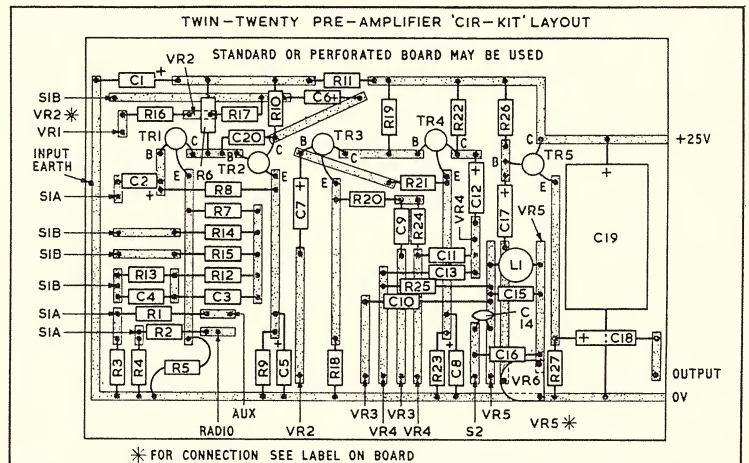 TWIN-TWENTY PRE-AMPLIFIER 'CIR-KIT' LAYOUT
STANDARD OR PERFORATED BOARD MAY BE USED
C1 +
VR2
R11
S1B
VR2*
VR1
R16
R17
R10
C6+
R19
R22
R26
TR1
C20
TR3
TR4
B
C
R6
B
C
TR2
B
C
B
C
B
C
TR5
+25V
INPUT
EARTH
C2
+
S1A
E
R8
E
C7
+
E
R21
E
C12
+
VR4
C17
+
E
VR5
R7
R20
C9
R24
S1B
R14
S1B
R15
C11
L1
C19
S1B
R13
R12
C13
R25
C4
C3
C10
C15
S1A
R1
C
14
S1A
R2
C16
+
C18
R3
R4
R5
R9
+
C5
R18
R23
+
C8
VR6
R27
OUTPUT
0V
RADIO
AUX
VR2
VR3
VR4
VR3
VR4
S2
VR5
VR5*
* FOR CONNECTION SEE LABEL ON BOARD